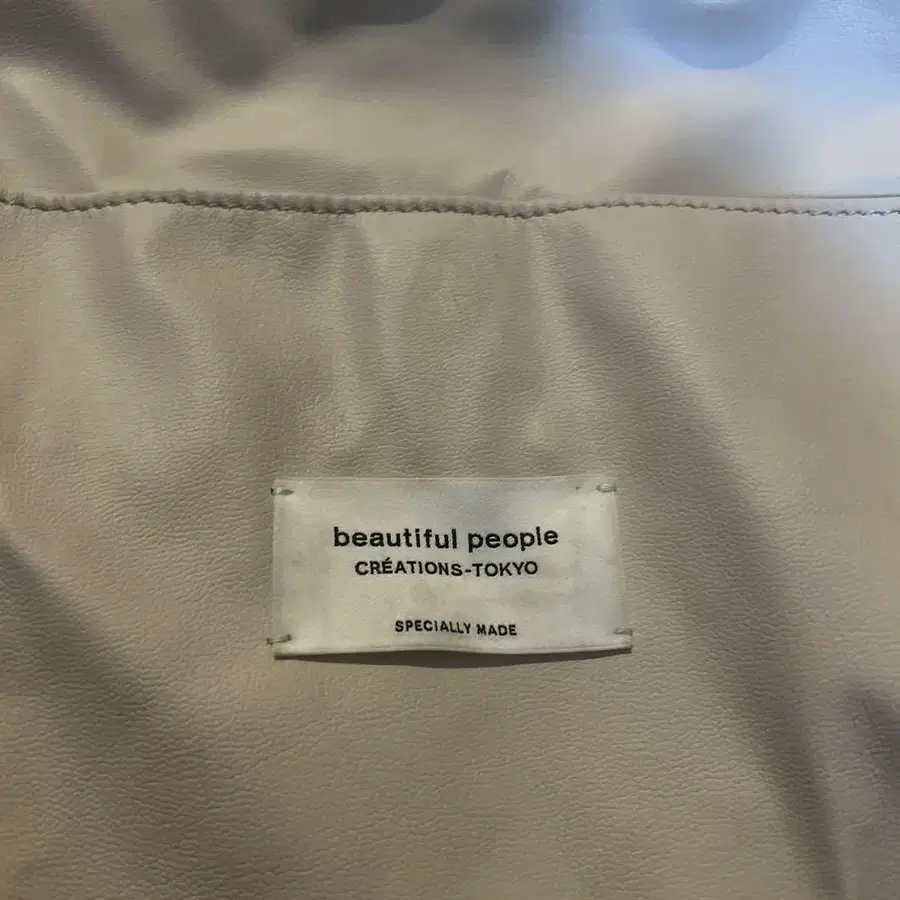 beautiful people
CRÉATIONS-TOKYO
SPECIALLY MADE